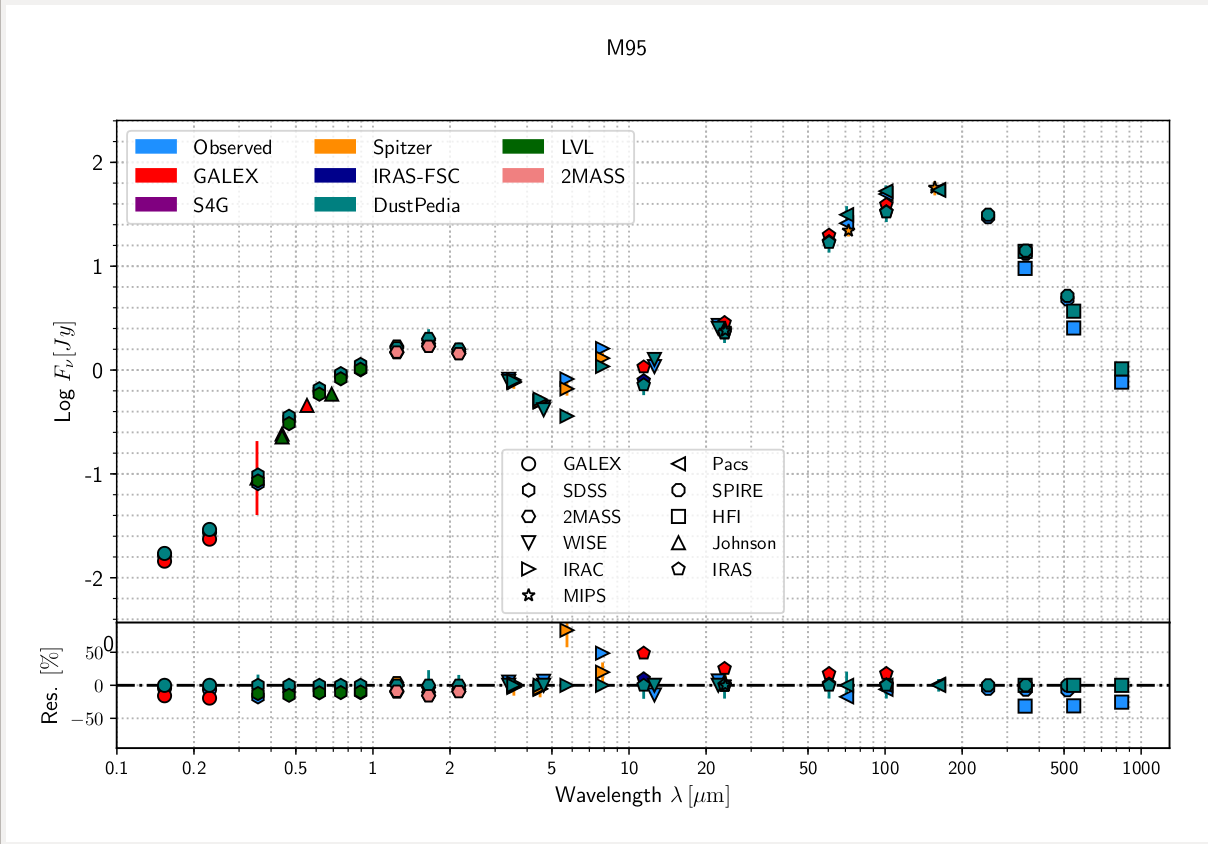 M95
Observed Spitzer LVL
GALEX IRAS-FSC 2MASS
S4G DustPedia
2
1
0
-1
-2
Log Fν [Jy]
GALEX Pacs
SDSS SPIRE
2MASS HFI
WISE Johnson
IRAC IRAS
MIPS
0
50
0
−50
Res. [%]
0.1 0.2 0.5 1 2 5 10 20 50 100 200 500 1000
Wavelength λ [μm]